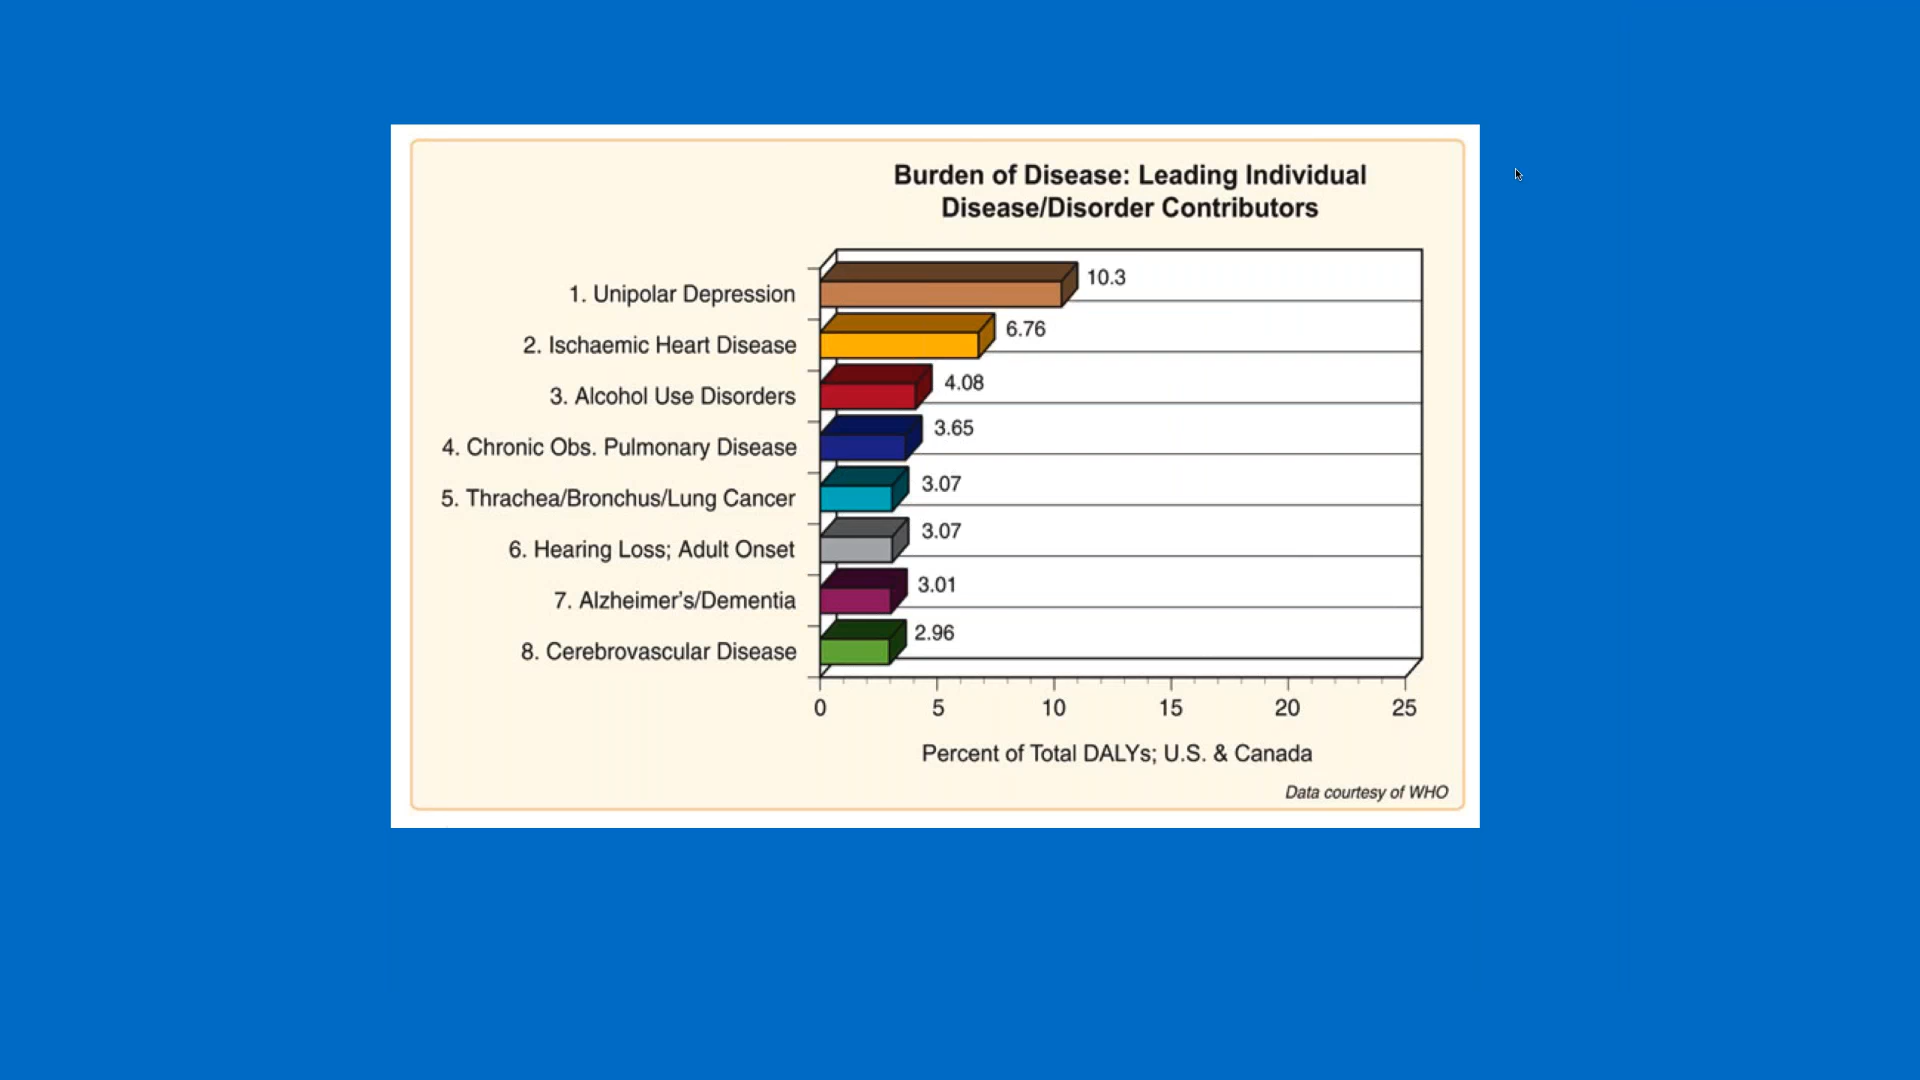 Burden of Disease: Leading Individual
Disease/Disorder Contributors
1. Unipolar Depression
10.3
2. Ischaemic Heart Disease
6.76
3. Alcohol Use Disorders
4.08
4. Chronic Obs. Pulmonary Disease
3.65
5. Thrachea/Bronchus/Lung Cancer
3.07
6. Hearing Loss; Adult Onset
3.07
7. Alzheimer's/Dementia
3.01
8. Cerebrovascular Disease
2.96
0 5 10 15 20 25
Percent of Total DALYs; U.S. & Canada
Data courtesy of WHO